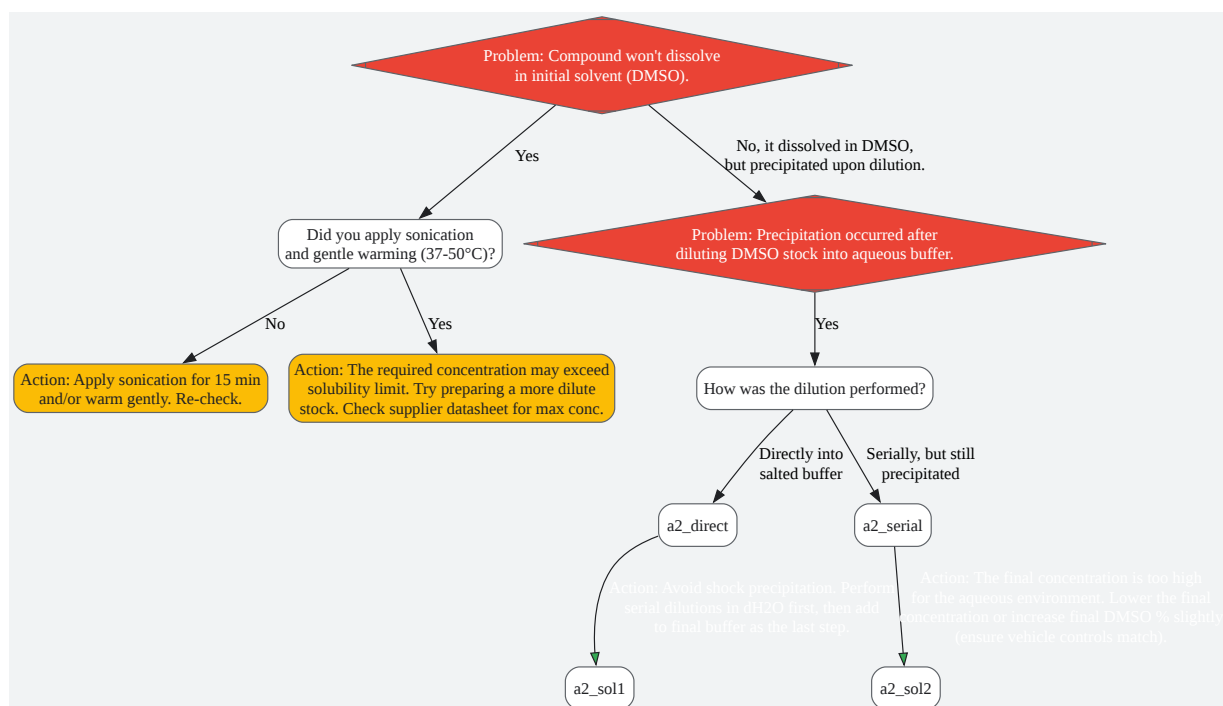 Problem: Compound won't dissolve
in initial solvent (DMSO).
Yes
No, it dissolved in DMSO,
but precipitated upon dilution.
Did you apply sonication
and gentle warming (37-50°C)?
Problem: Precipitation occurred after
diluting DMSO stock into aqueous buffer.
No
Yes
Yes
Action: Apply sonication for 15 min
and/or warm gently. Re-check.
Action: The required concentration may exceed
solubility limit. Try preparing a more dilute
stock. Check supplier datasheet for max conc.
How was the dilution performed?
Directly into
salted buffer
Serially, but still
precipitated
a2_direct
a2_serial
Action: Avoid shock precipitation. Perform
serial dilutions in dH2O first, then add
to final buffer as the last step.
Action: The final concentration is too high
for the aqueous environment. Lower the final
concentration or increase final DMSO % slightly
(ensure vehicle controls match).
a2_sol1
a2_sol2